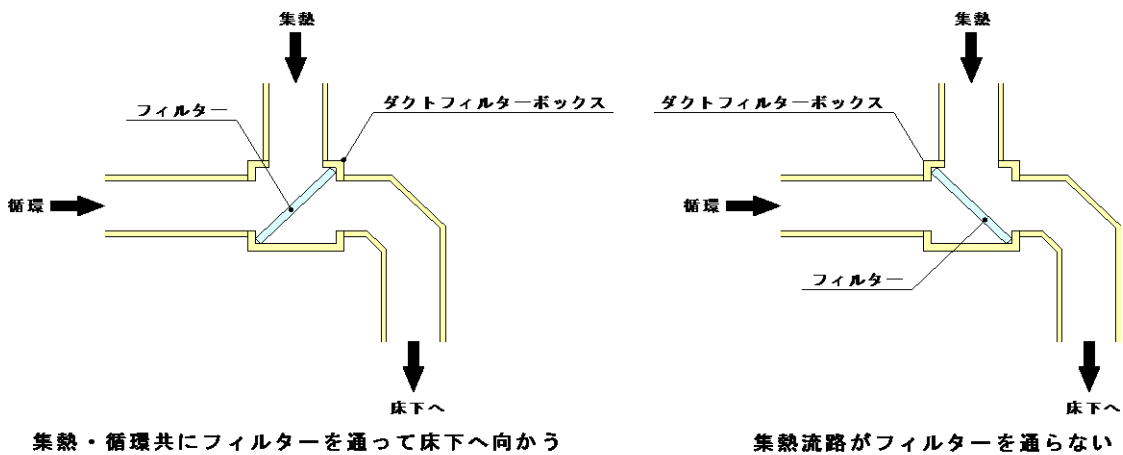 集熱
フィルター
ダクトフィルターボックス
循環
床下へ
集熱・循環共にフィルターを通って床下へ向かう
集熱
ダクトフィルターボックス
循環
フィルター
床下へ
集熱流路がフィルターを通らない